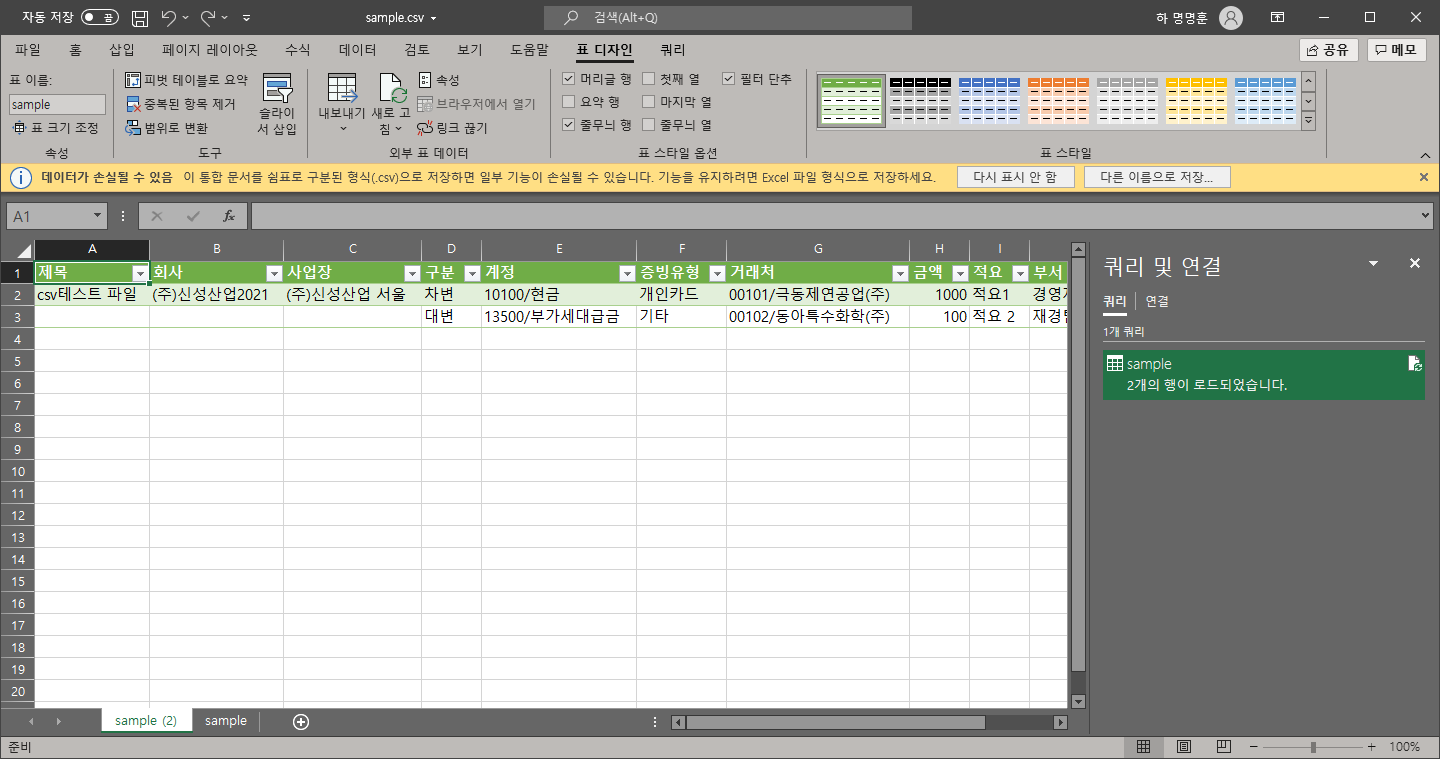 자동 저장 끔 sample.csv 검색(Alt+Q) 하 명명훈
파일 홈 삽입 페이지 레이아웃 수식 데이터 검토 보기 도움말 표 디자인 쿼리 공유 메모
표 이름:
sample
표 크기 조정
속성
피벗 테이블로 요약
중복된 항목 제거
범위로 변환
슬라이
서 삽입
도구
내보내기
새로 고
침
속성
브라우저에서 열기
링크 끊기
외부 표 데이터
머리글 행 첫째 열 필터 단추
요약 행 마지막 열
줄무늬 행 줄무늬 열
표 스타일 옵션
표 스타일
데이터가 손실될 수 있음 이 통합 문서를 쉼표로 구분된 형식(.csv)으로 저장하면 일부 기능이 손실될 수 있습니다. 기능을 유지하려면 Excel 파일 형식으로 저장하세요. 다시 표시 안 함 다른 이름으로 저장...
A1 fx
A B C D E F G H I
1 제목 회사 사업장 구분 계정 증빙유형 거래처 금액 적요 부서
2 csv테스트 파일 (주)신성산업2021 (주)신성산업 서울 차변 10100/현금 개인카드 00101/극동제연공업(주) 1000 적요1 경영
3 대변 13500/부가세대급금 기타 00102/동아특수화학(주) 100 적요 2 재경
4
5
6
7
8
9
10
11
12
13
14
15
16
17
18
19
20
쿼리 및 연결
쿼리 연결
1개 쿼리
sample
2개의 행이 로드되었습니다.
sample (2) sample
준비 100%